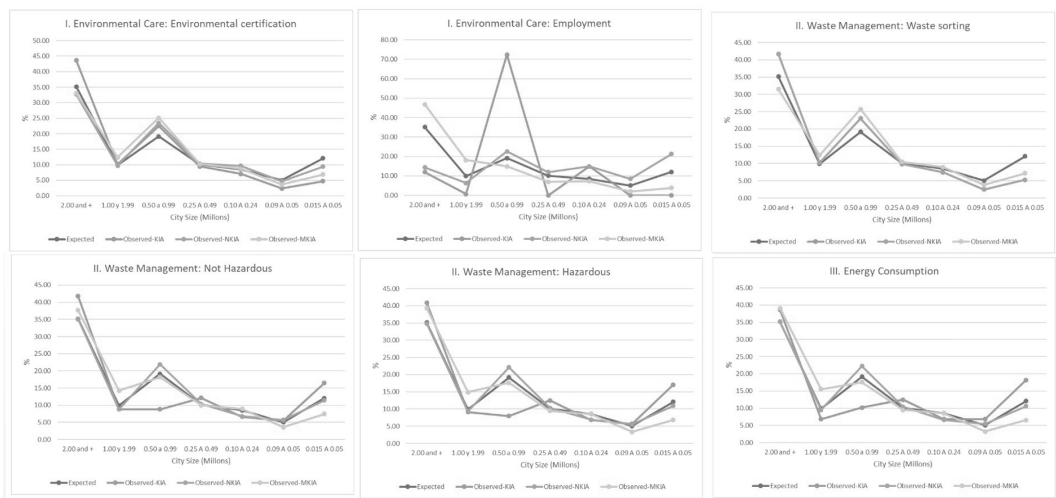 I. Environmental Care: Environmental certification
50.00
45.00
40.00
35.00
30.00
25.00
20.00
15.00
10.00
5.00
0.00
%
2.00 and + 1.00 y 1.99 0.50 a 0.99 0.25 A 0.49 0.10 A 0.24 0.09 A 0.05 0.015 A 0.05
City Size (Millons)
Expected Observed-KIA Observed-NKIA Observed-MKIA
I. Environmental Care: Employment
80.00
70.00
60.00
50.00
40.00
30.00
20.00
10.00
0.00
%
2.00 and + 1.00 y 1.99 0.50 a 0.99 0.25 A 0.49 0.10 A 0.24 0.09 A 0.05 0.015 A 0.05
City Size (Millons)
Expected Observed-KIA Observed-NKIA Observed-MKIA
II. Waste Management: Waste sorting
45.00
40.00
35.00
30.00
25.00
20.00
15.00
10.00
5.00
0.00
%
2.00 and + 1.00 y 1.99 0.50 a 0.99 0.25 A 0.49 0.10 A 0.24 0.09 A 0.05 0.015 A 0.05
City Size (Millons)
Expected Observed-KIA Observed-NKIA Observed-MKIA
II. Waste Management: Not Hazardous
45.00
40.00
35.00
30.00
25.00
20.00
15.00
10.00
5.00
0.00
%
2.00 and + 1.00 y 1.99 0.50 a 0.99 0.25 A 0.49 0.10 A 0.24 0.09 A 0.05 0.015 A 0.05
City Size (Millons)
Expected Observed-KIA Observed-NKIA Observed-MKIA
II. Waste Management: Hazardous
45.00
40.00
35.00
30.00
25.00
20.00
15.00
10.00
5.00
0.00
%
2.00 and + 1.00 y 1.99 0.50 a 0.99 0.25 A 0.49 0.10 A 0.24 0.09 A 0.05 0.015 A 0.05
City Size (Millons)
Expected Observed-KIA Observed-NKIA Observed-MKIA
III. Energy Consumption
45.00
40.00
35.00
30.00
25.00
20.00
15.00
10.00
5.00
0.00
%
2.00 and + 1.00 y 1.99 0.50 a 0.99 0.25 A 0.49 0.10 A 0.24 0.09 A 0.05 0.015 A 0.05
City Size (Millons)
Expected Observed-KIA Observed-NKIA Observed-MKIA